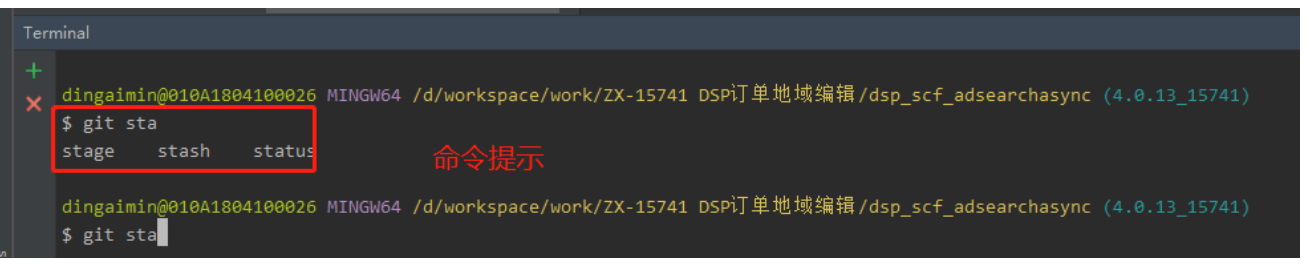 Terminal
dingaimin@010A1804100026 MINGW64 /d/workspace/work/ZX-15741 DSP订单地域编辑/dsp_scf_adsearchasync (4.0.13_15741)
$ git sta
stage stash status
命令提示
dingaimin@010A1804100026 MINGW64 /d/workspace/work/ZX-15741 DSP订单地域编辑/dsp_scf_adsearchasync (4.0.13_15741)
$ git sta